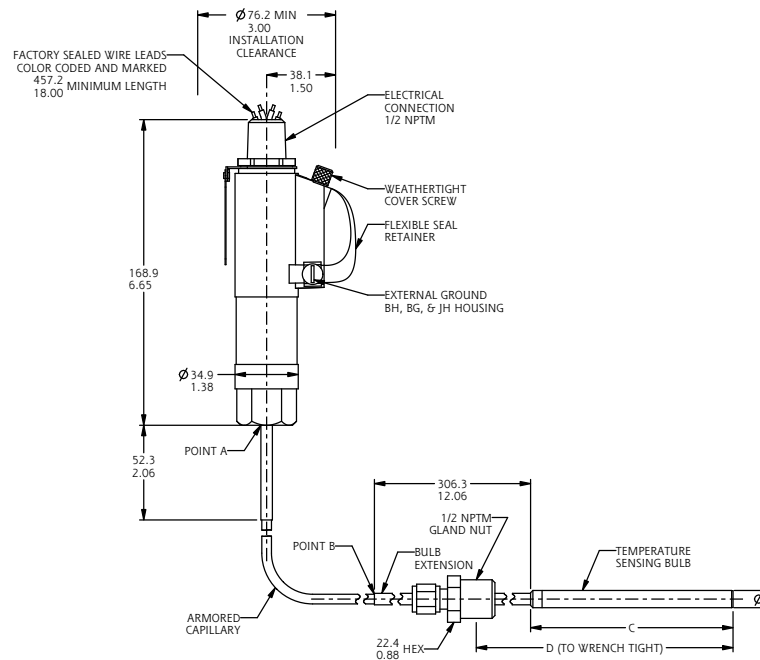 Ø76.2 MIN
3.00
INSTALLATION
CLEARANCE
FACTORY SEALED WIRE LEADS
COLOR CODED AND MARKED
457.2
18.00 MINIMUM LENGTH
38.1
1.50
ELECTRICAL
CONNECTION
1/2 NPTM
WEATHERTIGHT
COVER SCREW
FLEXIBLE SEAL
RETAINER
168.9
6.65
EXTERNAL GROUND
BH, BG, & JH HOUSING
Ø34.9
1.38
POINT A
52.3
2.06
306.3
12.06
1/2 NPTM
GLAND NUT
POINT B
BULB
EXTENSION
TEMPERATURE
SENSING BULB
Ø
ARMORED
CAPILLARY
22.4
0.88 HEX
C
D (TO WRENCH TIGHT)